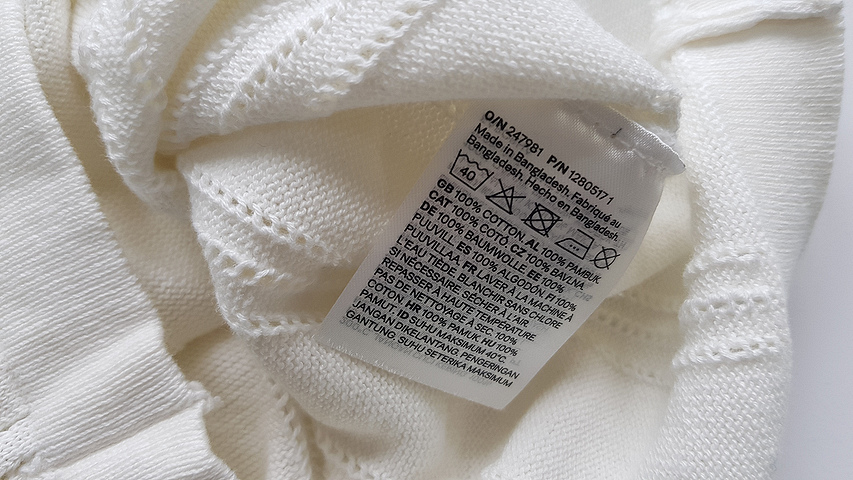 O/N 247981 P/N 12805171
Made in Bangladesh, Fabriqué au
Bangladesh, Hecho en Bangladesh.
40
GB 100% COTTON. AL 100% PAMBUK.
CAT 100% COTÓ. CZ 100% BAVLNA.
DE 100% BAUMWOLLE. EE 100%
PUUVILL. ES 100% ALGODÓN. FI 100%
PUUVILLAA. FR LAVER À LA MACHINE À
L'EAU TIÈDE. BLANCHIR SANS CHLORE
SI NÉCESSAIRE. SÉCHER À L'AIR
REPASSER À HAUTE TEMPÉRATURE
PAS DE NETTOYAGE À SEC. 100%
COTON. HR 100% PAMUK. HU 100%
PAMUT. ID SUHU MAKSIMUM 40°C.
JANGAN DIKELANTANG. PENGERINGAN
GANTUNG. SUHU SETERIKA MAKSIMUM